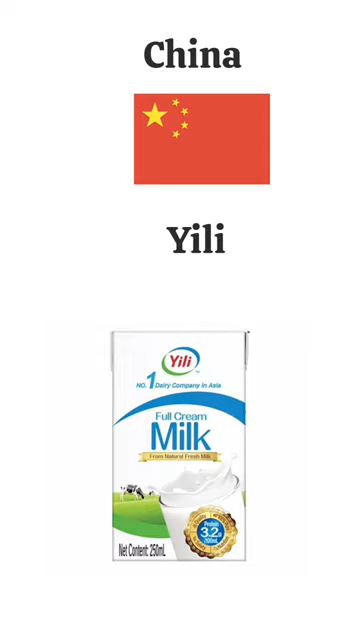 China
Yili
Yili
NO. 1 Dairy Company in Asia
Full Cream
Milk
From Natural Fresh Milk
Protein
3.2g
/100mL
Net Content: 250mL